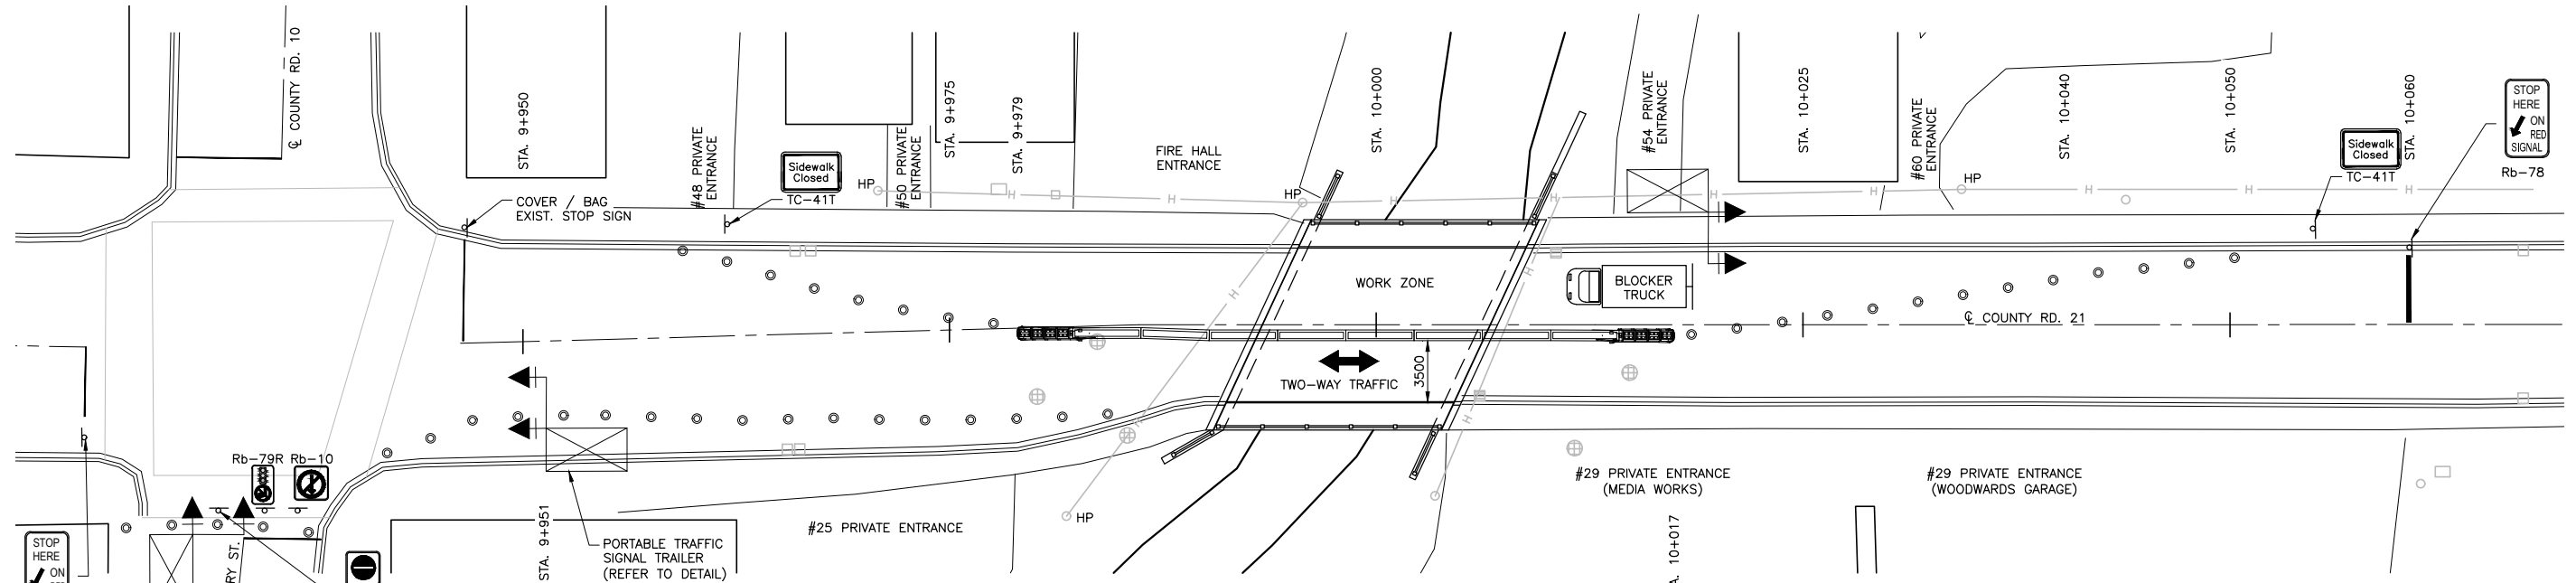 ℄ COUNTY RD. 10
STA. 9+950
#48 PRIVATE
ENTRANCE
Sidewalk
Closed
TC-41T
HP
#50 PRIVATE
ENTRANCE
STA. 9+975
STA. 9+979
FIRE HALL
ENTRANCE
HP
STA. 10+000
#54 PRIVATE
ENTRANCE
STA. 10+025
#60 PRIVATE
ENTRANCE
HP
STA. 10+040
STA. 10+050
Sidewalk
Closed
TC-41T
STA. 10+060
STOP
HERE
ON
RED
SIGNAL
Rb-78
COVER / BAG
EXIST. STOP SIGN
H H H H H H H H H
H H H
WORK ZONE
BLOCKER
TRUCK
℄ COUNTY RD. 21
TWO-WAY TRAFFIC
3500
Rb-79R Rb-10
#29 PRIVATE ENTRANCE
(MEDIA WORKS)
#29 PRIVATE ENTRANCE
(WOODWARDS GARAGE)
HP
#25 PRIVATE ENTRANCE
STA. 9+951
PORTABLE TRAFFIC
SIGNAL TRAILER
(REFER TO DETAIL)
STOP
HERE
ON
RY ST.
A. 10+017